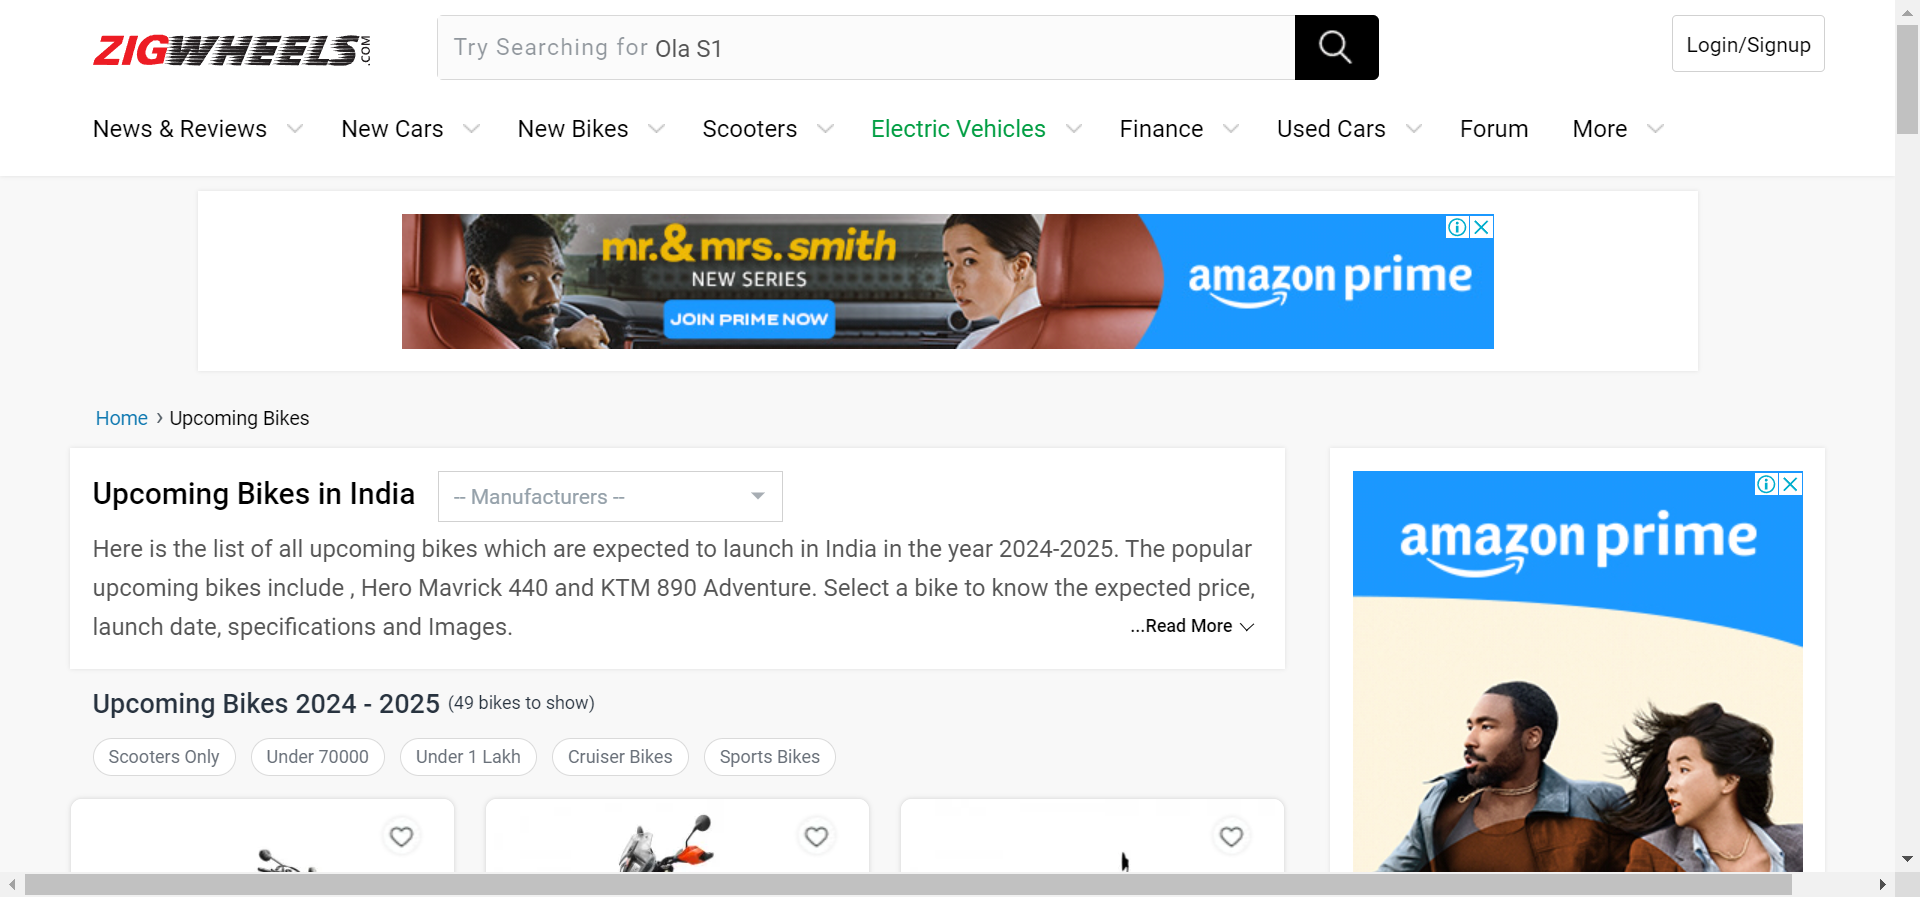 ZIGWHEELS.COM
Try Searching for Ola S1
Login/Signup
News & Reviews New Cars New Bikes Scooters Electric Vehicles Finance Used Cars Forum More
mr. & mrs. smith
NEW SERIES
JOIN PRIME NOW
amazon prime
Home › Upcoming Bikes
Upcoming Bikes in India
-- Manufacturers --
Here is the list of all upcoming bikes which are expected to launch in India in the year 2024-2025. The popular
upcoming bikes include , Hero Mavrick 440 and KTM 890 Adventure. Select a bike to know the expected price,
launch date, specifications and Images.
...Read More
Upcoming Bikes 2024 - 2025 (49 bikes to show)
Scooters Only Under 70000 Under 1 Lakh Cruiser Bikes Sports Bikes
amazon prime